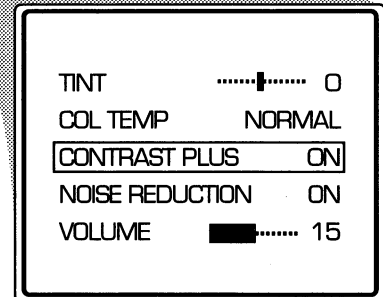 TINT 0
COL TEMP NORMAL
CONTRAST PLUS ON
NOISE REDUCTION ON
VOLUME 15